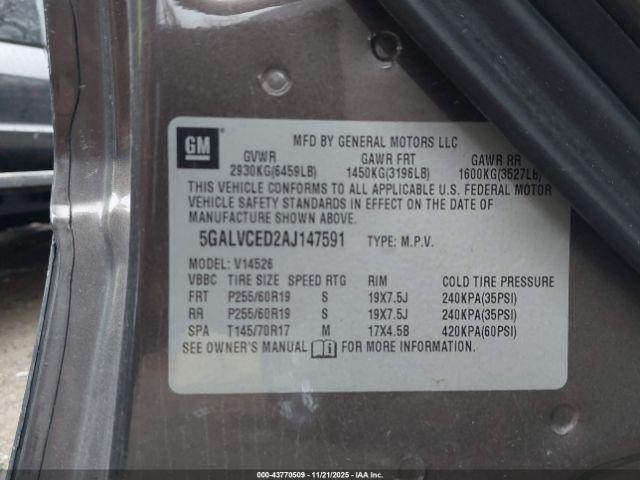 GM
MFD BY GENERAL MOTORS LLC
GVWR GAWR FRT GAWR RR
2930KG(6459LB) 1450KG(3196LB) 1600KG(3527LB)
THIS VEHICLE CONFORMS TO ALL APPLICABLE U.S. FEDERAL MOTOR
VEHICLE SAFETY STANDARDS IN EFFECT ON THE DATE OF
MANUFACTURE SHOWN ABOVE.
5GALVCED2AJ147591 TYPE: M.P.V.
MODEL: V14526
VBBC TIRE SIZE SPEED RTG RIM COLD TIRE PRESSURE
FRT P255/60R19 S 19X7.5J 240KPA(35PSI)
RR P255/60R19 S 19X7.5J 240KPA(35PSI)
SPA T145/70R17 M 17X4.5B 420KPA(60PSI)
SEE OWNER'S MANUAL i FOR MORE INFORMATION.
000-43770509 - 11/21/2025 - IAAI.COM